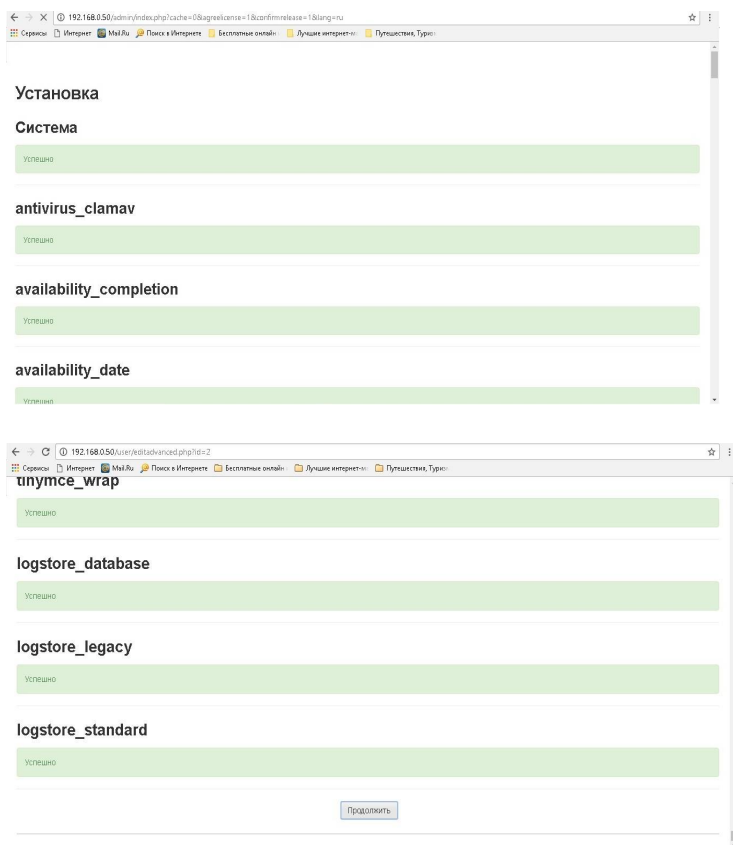 192.168.0.50/admin/index.php?cache=0&agreelicense=1&confirmrelease=1&lang=ru
Сервисы Интернет Mail.Ru Поиск в Интернете Бесплатные онлайн Лучшие интернет-м Путешествия, Туриз
Установка
Система
Успешно
antivirus_clamav
Успешно
availability_completion
Успешно
availability_date
Успешно
192.168.0.50/user/editadvanced.php?id=2
Сервисы Интернет Mail.Ru Поиск в Интернете Бесплатные онлайн Лучшие интернет-м Путешествия, Туриз
tinymce_wrap
Успешно
logstore_database
Успешно
logstore_legacy
Успешно
logstore_standard
Успешно
Продолжить